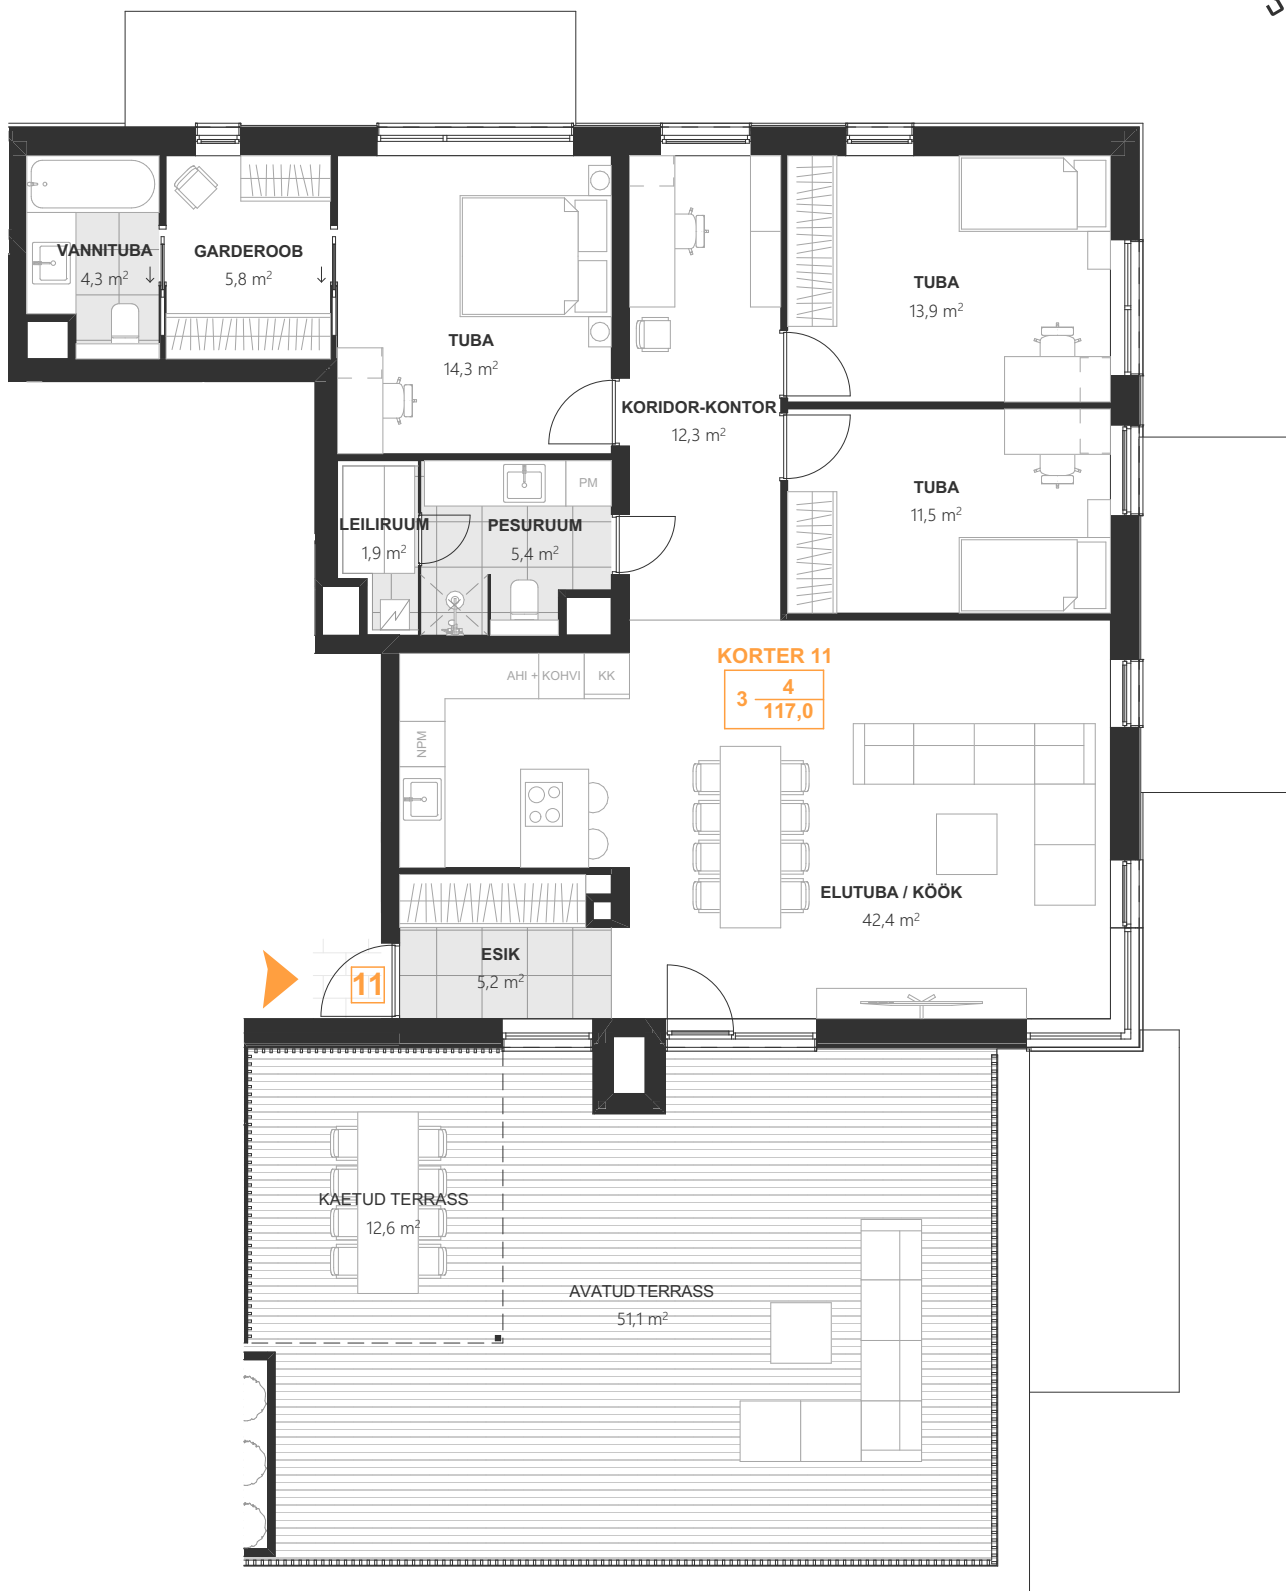 VANNITUBA
4,3 m²
GARDEROOB
5,8 m²
TUBA
14,3 m²
KORIDOR-KONTOR
12,3 m²
TUBA
13,9 m²
TUBA
11,5 m²
LEILIRUUM
1,9 m²
PESURUUM
5,4 m²
PM
AHI + KOHVI
KK
NPM
KORTER 11
3 4
117,0
ELUTUBA / KÖÖK
42,4 m²
ESIK
5,2 m²
11
KAETUD TERRASS
12,6 m²
AVATUD TERRASS
51,1 m²